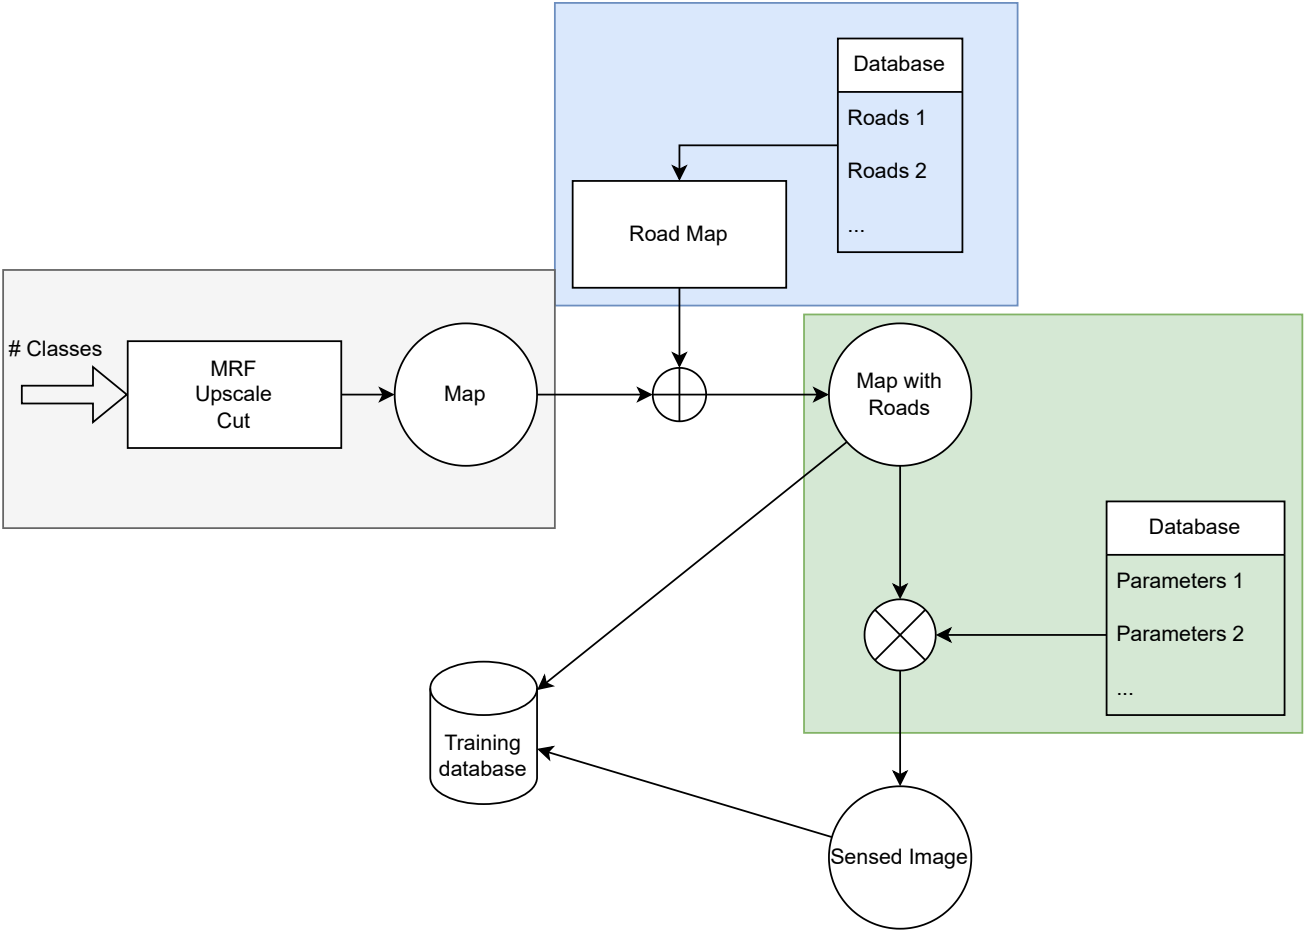 Database
Roads 1
Roads 2
...
Road Map
# Classes
MRF
Upscale
Cut
Map
Map with
Roads
Database
Parameters 1
Parameters 2
...
Training
database
Sensed Image